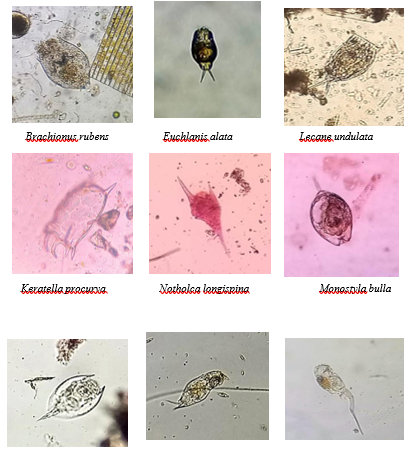 Brachionus rubens Euchlanis alata Lecane undulata
Keratella procurva Notholca longispina Monostyla bulla